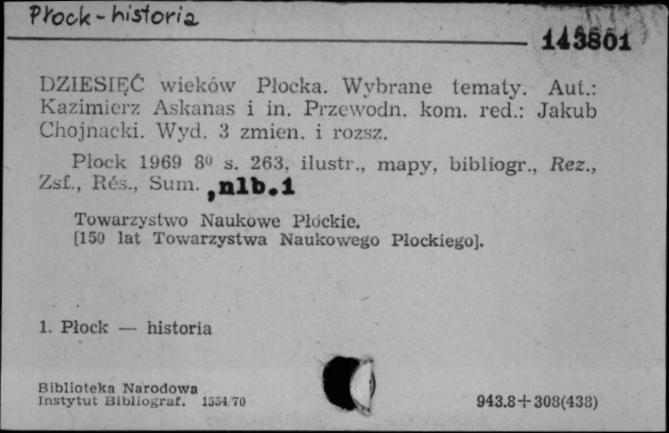 Płock - historia
143801
DZIESIĘĆ wieków Płocka. Wybrane tematy. Aut.:
Kazimierz Askanas i in. Przewodn. kom. red.: Jakub
Chojnacki. Wyd. 3 zmien. i rozsz.
Płock 1969 8⁰ s. 263, ilustr., mapy, bibliogr., Rez.,
Zsf., Rés., Sum. ,nlb.1
Towarzystwo Naukowe Płockie.
[150 lat Towarzystwa Naukowego Płockiego].
1. Płock — historia
Biblioteka Narodowa
Instytut Bibliograf. 1554/70
943.8+308(438)